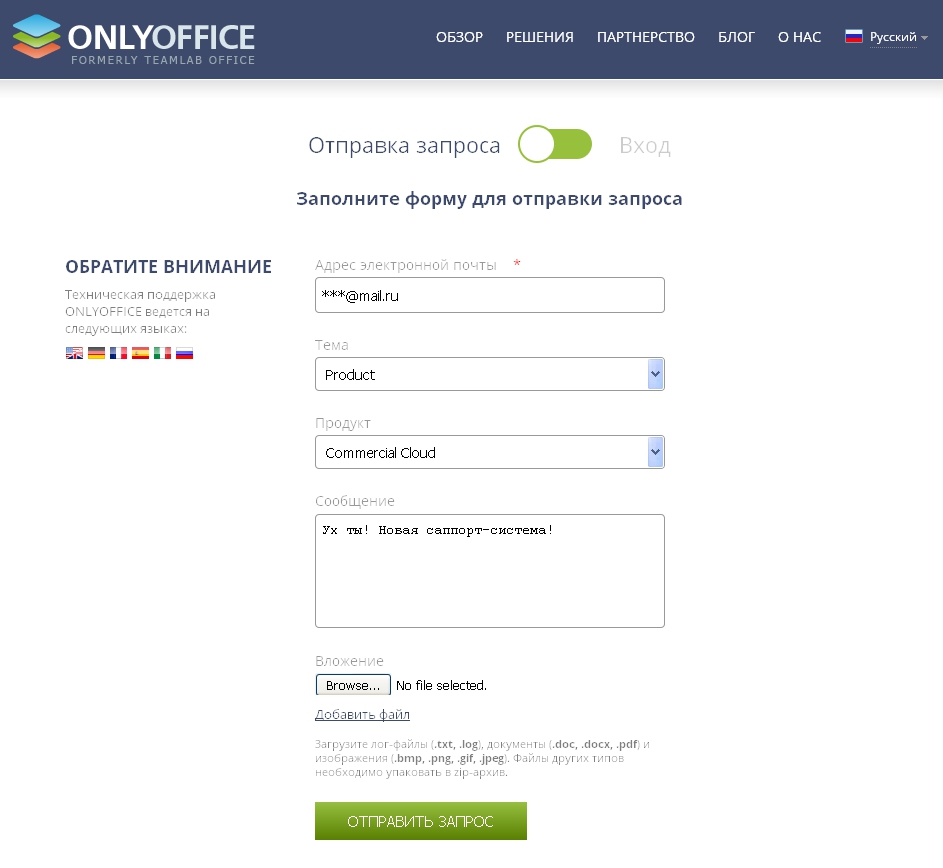 ONLYOFFICE
FORMERLY TEAMLAB OFFICE
ОБЗОР РЕШЕНИЯ ПАРТНЕРСТВО БЛОГ О НАС Русский
Отправка запроса Вход
Заполните форму для отправки запроса
ОБРАТИТЕ ВНИМАНИЕ
Техническая поддержка
ONLYOFFICE ведется на
следующих языках:
Адрес электронной почты *
***@mail.ru
Тема
Product
Продукт
Commercial Cloud
Сообщение
Ух ты! Новая саппорт-система!
Вложение
Browse... No file selected.
Добавить файл
Загрузите лог-файлы (.txt, .log), документы (.doc, .docx, .pdf) и
изображения (.bmp, .png, .gif, .jpeg). Файлы других типов
необходимо упаковать в zip-архив.
ОТПРАВИТЬ ЗАПРОС